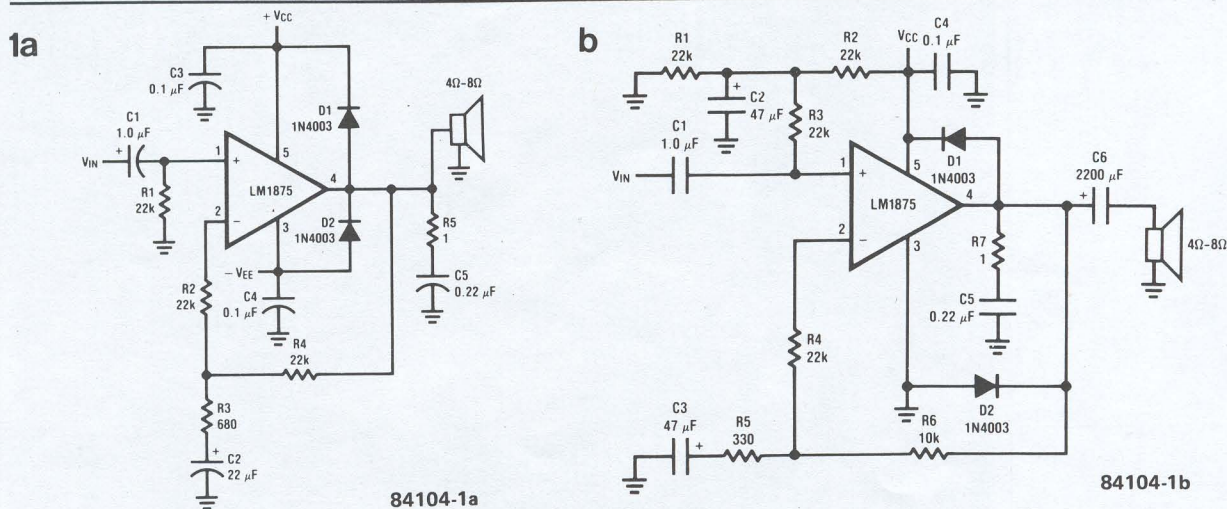 1a
+ VCC
C3
0.1 µF
C1
1.0 µF
+
VIN
R1
22k
1
+
5
LM1875
4
2
−
3
D1
1N4003
D2
1N4003
4Ω-8Ω
R5
1
C5
0.22 µF
− VEE
C4
0.1 µF
R2
22k
R4
22k
R3
680
+
C2
22 µF
84104-1a
b
R1
22k
R2
22k
VCC
C4
0.1 µF
+
C2
47 µF
R3
22k
C1
1.0 µF
VIN
1
+
5
D1
1N4003
LM1875
4
2
−
3
C6
2200 µF
+
4Ω-8Ω
R7
1
C5
0.22 µF
R4
22k
D2
1N4003
C3
47 µF
+
R5
330
R6
10k
84104-1b